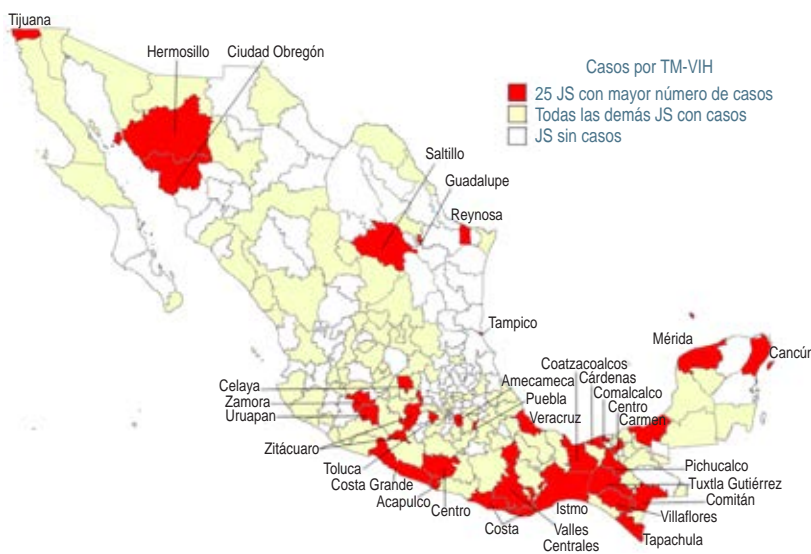 Tijuana
Hermosillo
Ciudad Obregón
Casos por TM-VIH
25 JS con mayor número de casos
Todas las demás JS con casos
JS sin casos
Saltillo
Guadalupe
Reynosa
Tampico
Mérida
Cancún
Coatzacoalcos
Cárdenas
Comalcalco
Centro
Carmen
Amecameca
Puebla
Veracruz
Celaya
Zamora
Uruapan
Zitácuaro
Toluca
Costa Grande
Acapulco
Centro
Costa
Istmo
Valles
Centrales
Pichucalco
Tuxtla Gutiérrez
Comitán
Villaflores
Tapachula